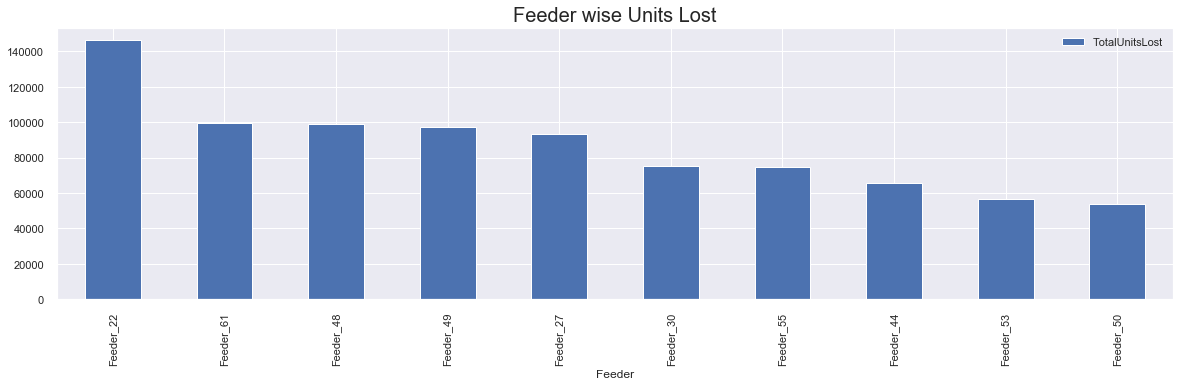 Feeder wise Units Lost
TotalUnitsLost
140000
120000
100000
80000
60000
40000
20000
0
Feeder_22
Feeder_61
Feeder_48
Feeder_49
Feeder_27
Feeder_30
Feeder_55
Feeder_44
Feeder_53
Feeder_50
Feeder